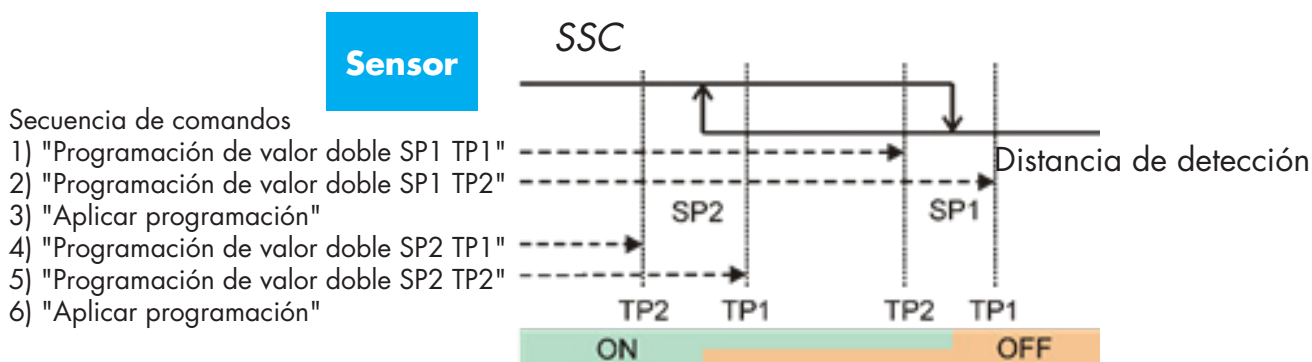 SSC
Sensor
Secuencia de comandos
1) "Programación de valor doble SP1 TP1"
2) "Programación de valor doble SP1 TP2"
3) "Aplicar programación"
4) "Programación de valor doble SP2 TP1"
5) "Programación de valor doble SP2 TP2"
6) "Aplicar programación"
Distancia de detección
SP2 SP1
TP2 TP1 TP2 TP1
ON OFF